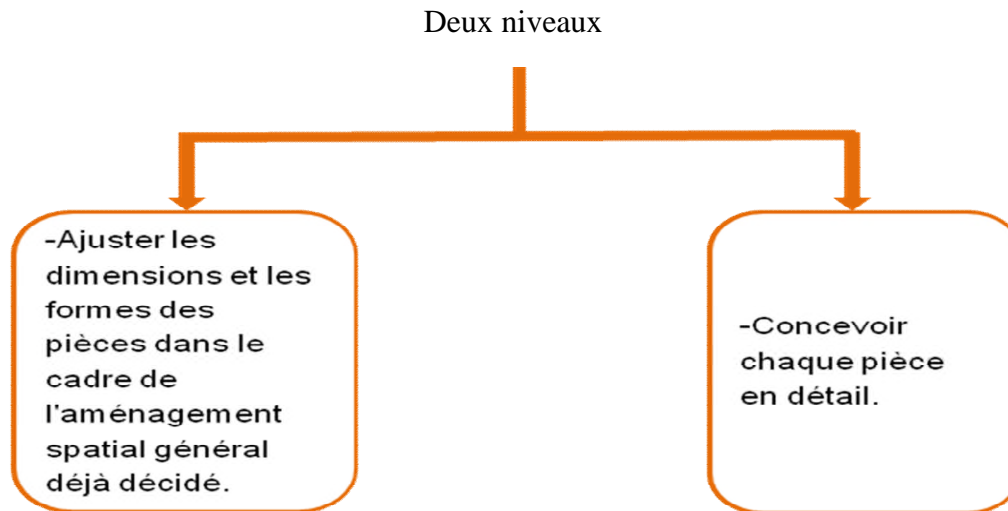 Deux niveaux
-Ajuster les
dimensions et les
formes des
pièces dans le
cadre de
l'aménagement
spatial général
déjà décidé.
-Concevoir
chaque pièce
en détail.